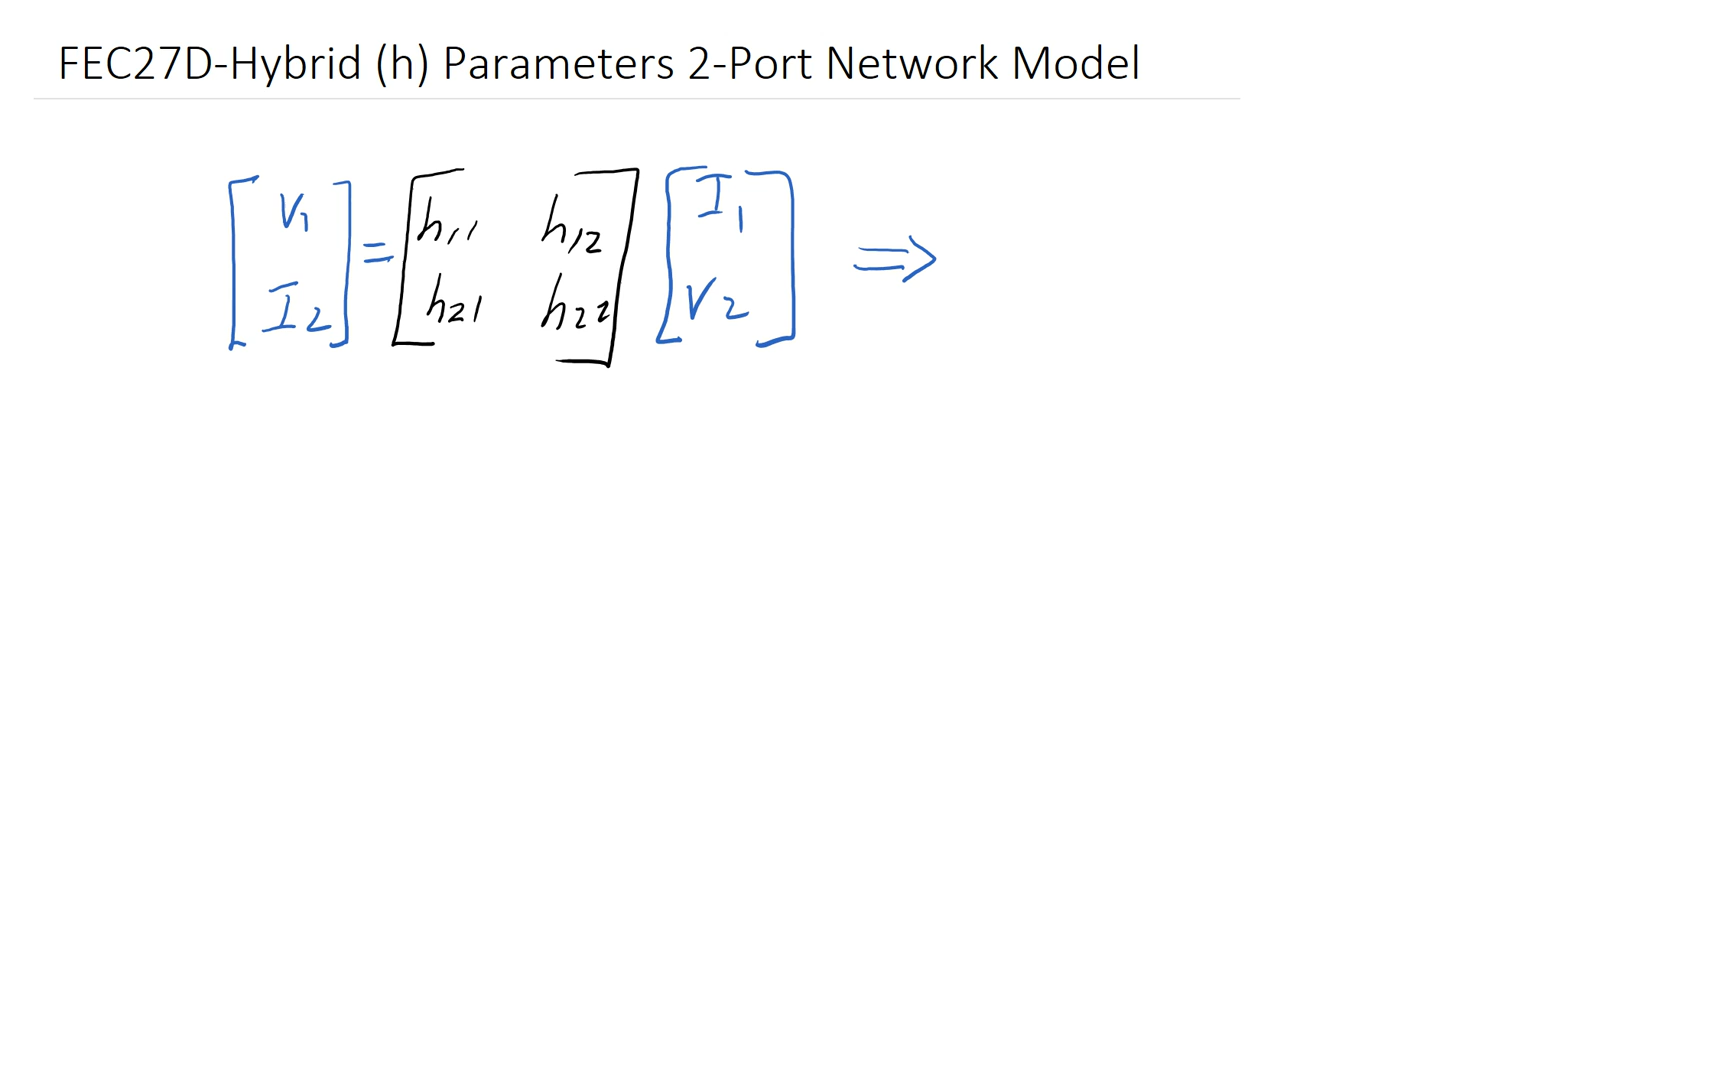 FEC27D-Hybrid (h) Parameters 2-Port Network Model
[V1 = [h11 h12 [I1 ⇒
I2] h21 h22] V2]